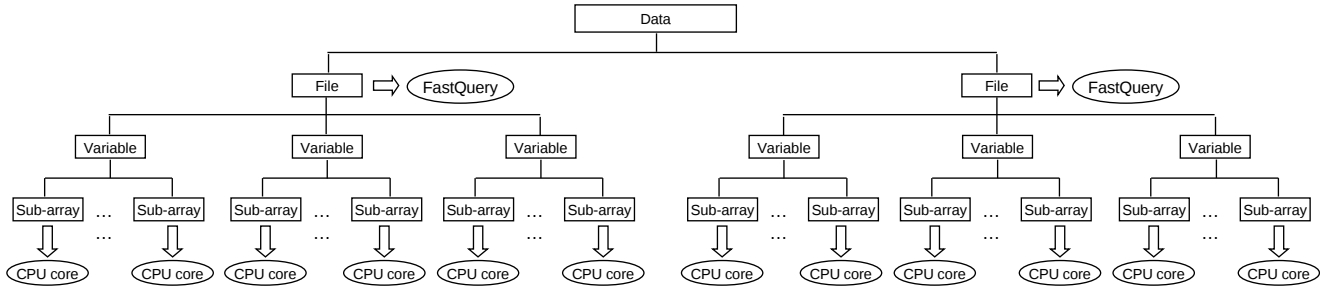 Data
File FastQuery File FastQuery
Variable Variable Variable Variable Variable Variable
Sub-array ... Sub-array Sub-array ... Sub-array Sub-array ... Sub-array Sub-array ... Sub-array Sub-array ... Sub-array Sub-array ... Sub-array
... ... ... ... ... ...
CPU core CPU core CPU core CPU core CPU core CPU core CPU core CPU core CPU core CPU core CPU core CPU core